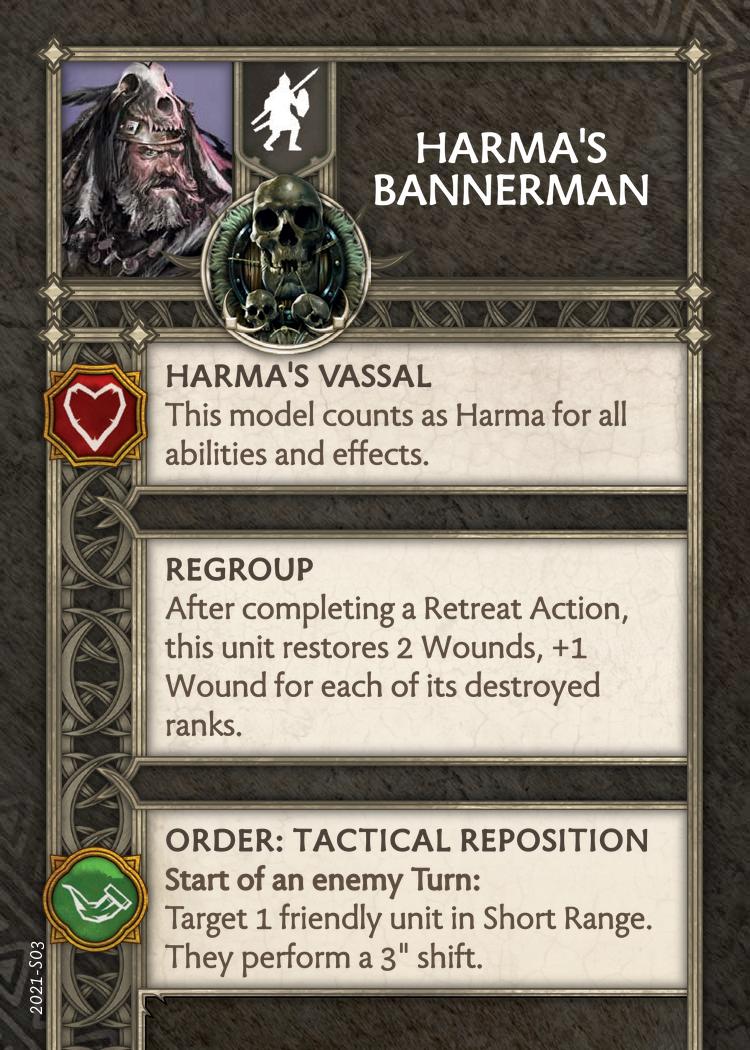 HARMA'S
BANNERMAN
HARMA'S VASSAL
This model counts as Harma for all
abilities and effects.
REGROUP
After completing a Retreat Action,
this unit restores 2 Wounds, +1
Wound for each of its destroyed
ranks.
ORDER: TACTICAL REPOSITION
Start of an enemy Turn:
Target 1 friendly unit in Short Range.
They perform a 3" shift.
2021-S03